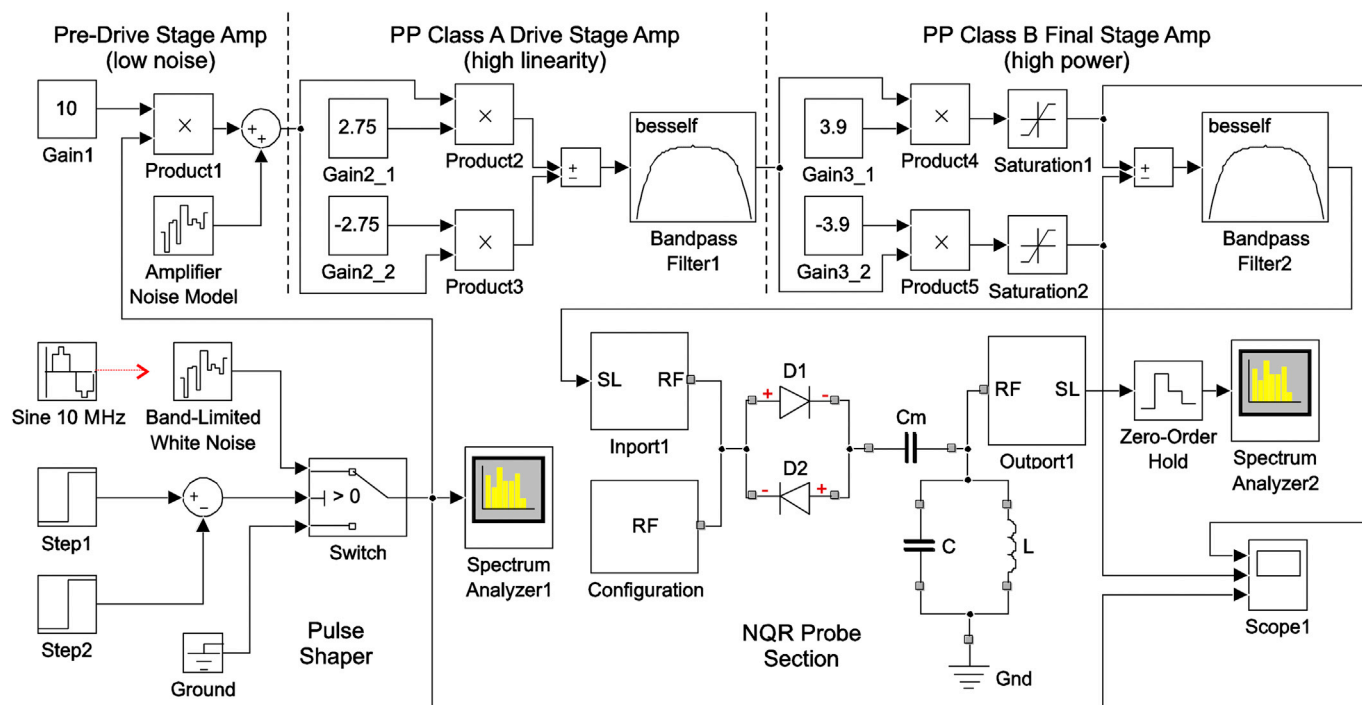 Pre-Drive Stage Amp
(low noise)
PP Class A Drive Stage Amp
(high linearity)
PP Class B Final Stage Amp
(high power)
10
Gain1
×
Product1
+
+
Amplifier
Noise Model
2.75
Gain2_1
-2.75
Gain2_2
×
Product2
×
Product3
+
−
besself
Bandpass
Filter1
3.9
Gain3_1
-3.9
Gain3_2
×
Product4
×
Product5
Saturation1
Saturation2
+
−
besself
Bandpass
Filter2
Sine 10 MHz
Band-Limited
White Noise
Step1
Step2
+
−
Ground
> 0
Switch
Pulse
Shaper
Spectrum
Analyzer1
SL
RF
Inport1
RF
Configuration
D1
+
-
D2
-
+
Cm
C
L
Gnd
NQR Probe
Section
RF
SL
Outport1
Zero-Order
Hold
Spectrum
Analyzer2
Scope1